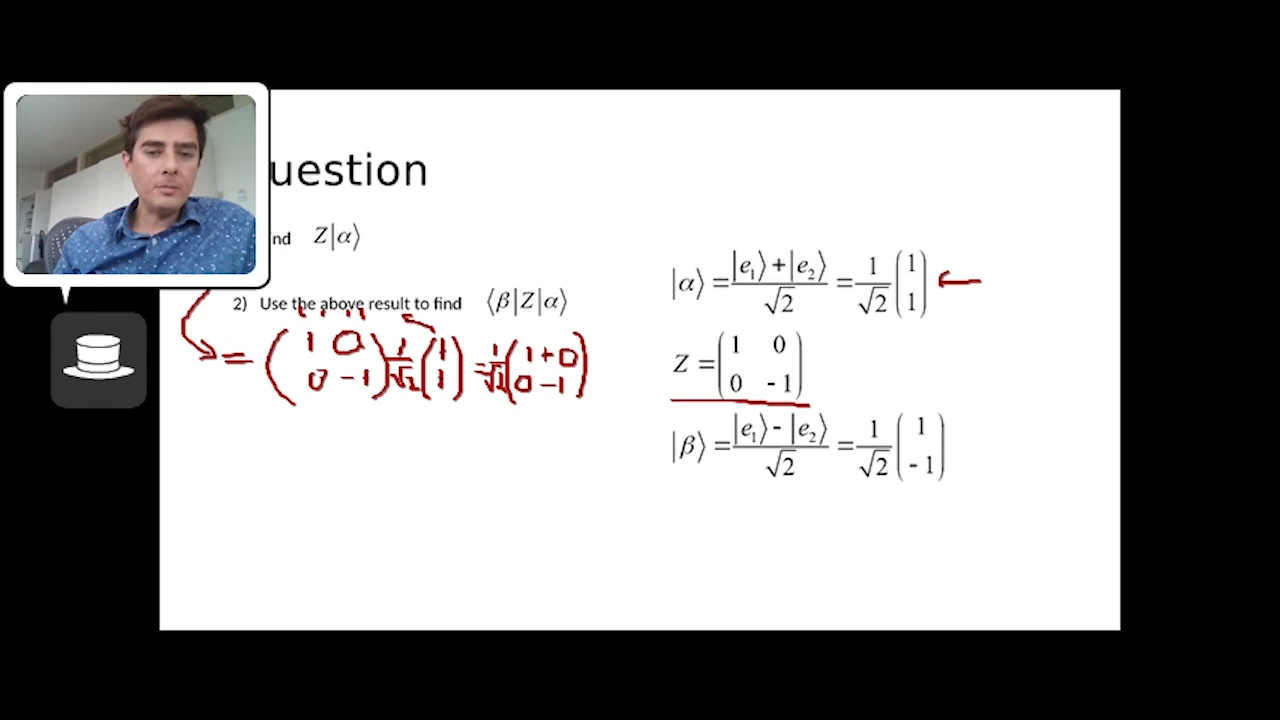 uestion
nd Z|α⟩
2) Use the above result to find ⟨β|Z|α⟩
= (1 0; 0 -1) 1/√2 (1; 1) = 1/√2 (1+0; 0-1)
|α⟩ = (|e₁⟩ + |e₂⟩)/√2 = 1/√2 (1; 1)
Z = (1 0; 0 -1)
|β⟩ = (|e₁⟩ - |e₂⟩)/√2 = 1/√2 (1; -1)